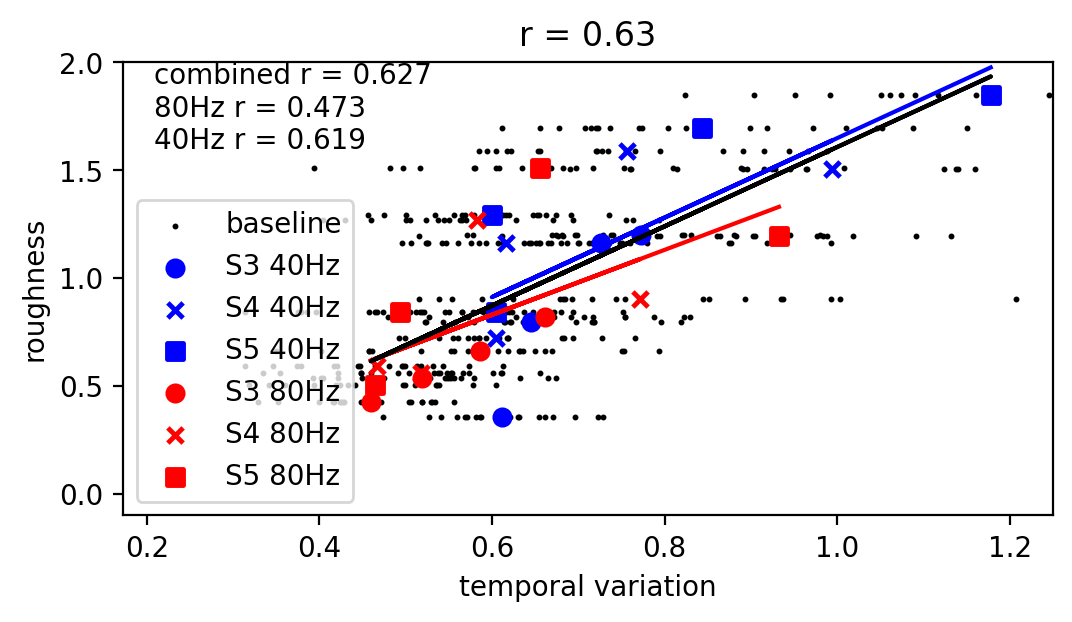 r = 0.63
combined r = 0.627
80Hz r = 0.473
40Hz r = 0.619
baseline
S3 40Hz
S4 40Hz
S5 40Hz
S3 80Hz
S4 80Hz
S5 80Hz
roughness
2.0
1.5
1.0
0.5
0.0
0.2 0.4 0.6 0.8 1.0 1.2
temporal variation